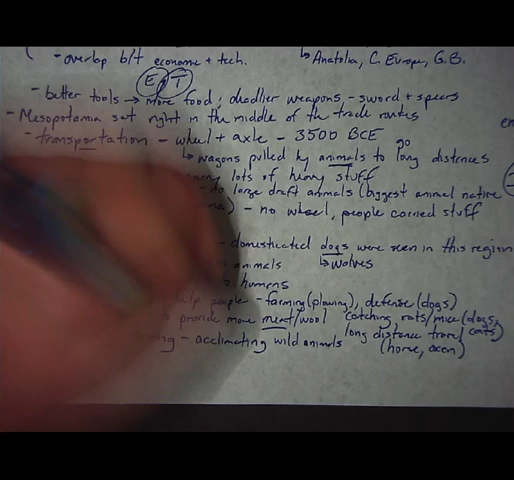 ( - overlap b/t economic + tech. ↳ Anatolia, C. Europe, G.B.
E T
- better tools → more food; deadlier weapons - sword + spears
- Mesopotamia sat right in the middle of the trade routes
en
- transportation - wheel + axle - 3500 BCE
go
↳ wagons pulled by animals to long distances
lots of heavy stuff
- no large draft animals (biggest animal native
) - no wheel, people carried stuff
- domesticated dogs were seen in this region
animals ↳ wolves
humans
people - farming (plowing), defense (dogs)
to provide more meat/wool catching rats/mice (dogs, cats)
- acclimating wild animals long distance travel
(horse, oxen)